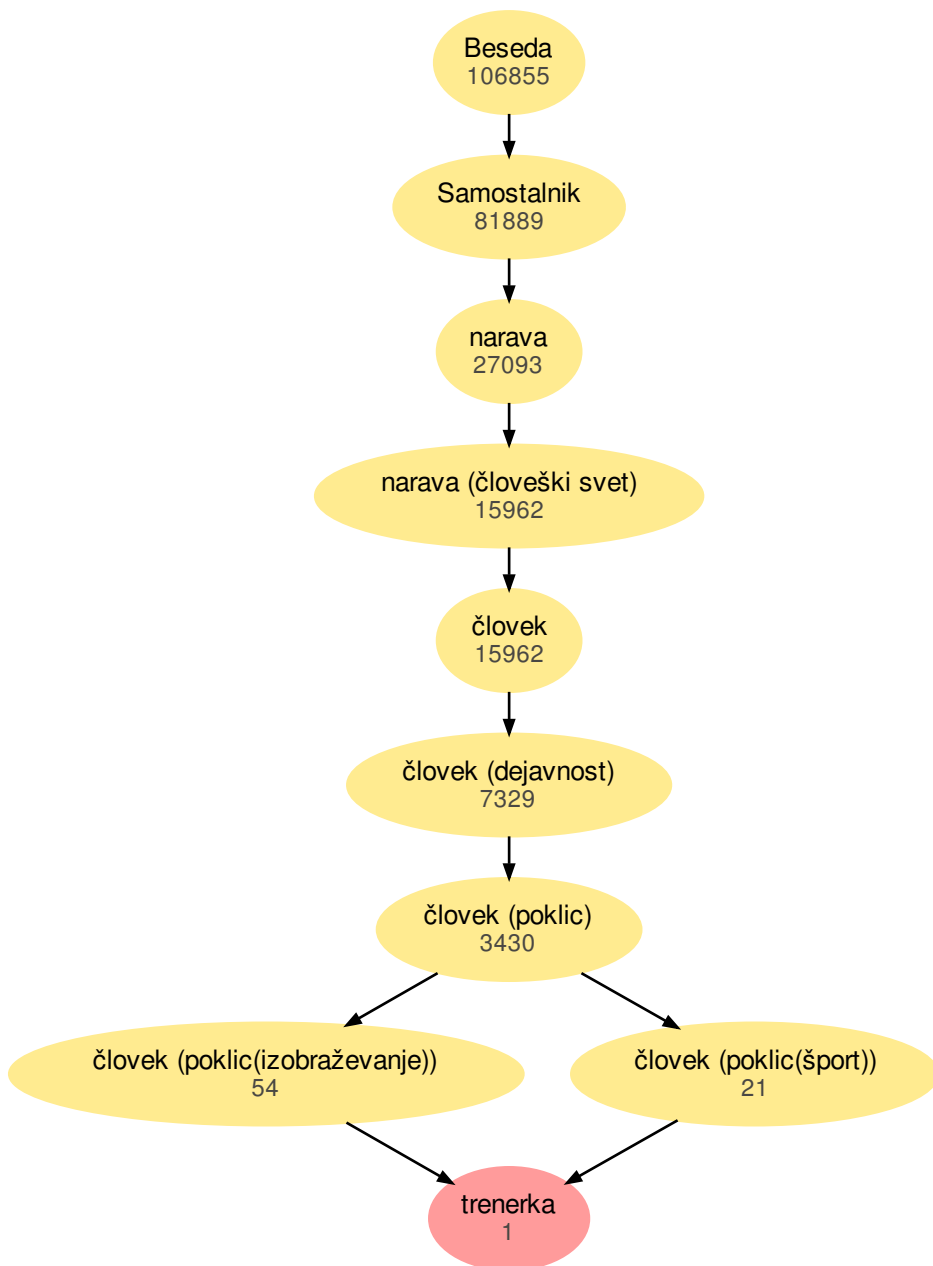 Beseda
106855
Samostalnik
81889
narava
27093
narava (človeški svet)
15962
človek
15962
človek (dejavnost)
7329
človek (poklic)
3430
človek (poklic(izobraževanje))
54
človek (poklic(šport))
21
trenerka
1